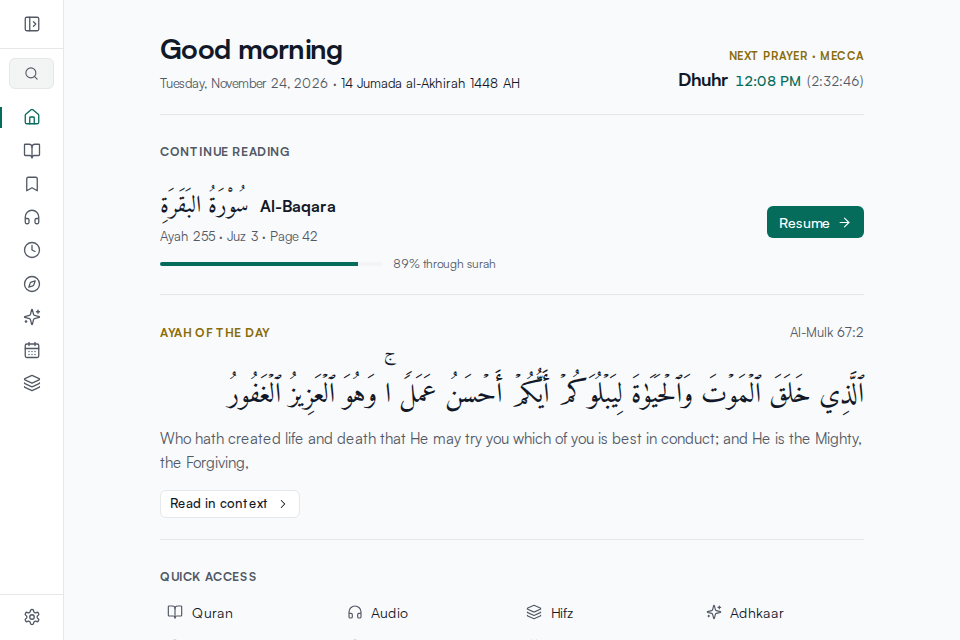 Good morning
Tuesday, November 24, 2026 • 14 Jumada al-Akhirah 1448 AH
NEXT PRAYER • MECCA
Dhuhr 12:08 PM (2:32:46)
CONTINUE READING
سُوْرَةُ البَقَرَةِ Al-Baqara
Ayah 255 • Juz 3 • Page 42
89% through surah
Resume
AYAH OF THE DAY
Al-Mulk 67:2
ٱلَّذِي خَلَقَ ٱلۡمَوۡتَ وَٱلۡحَيَوٰةَ لِيَبۡلُوَكُمۡ أَيُّكُمۡ أَحۡسَنُ عَمَلٗا ۚ وَهُوَ ٱلۡعَزِيزُ ٱلۡغَفُورُ
Who hath created life and death that He may try you which of you is best in conduct; and He is the Mighty,
the Forgiving,
Read in context
QUICK ACCESS
Quran
Audio
Hifz
Adhkaar